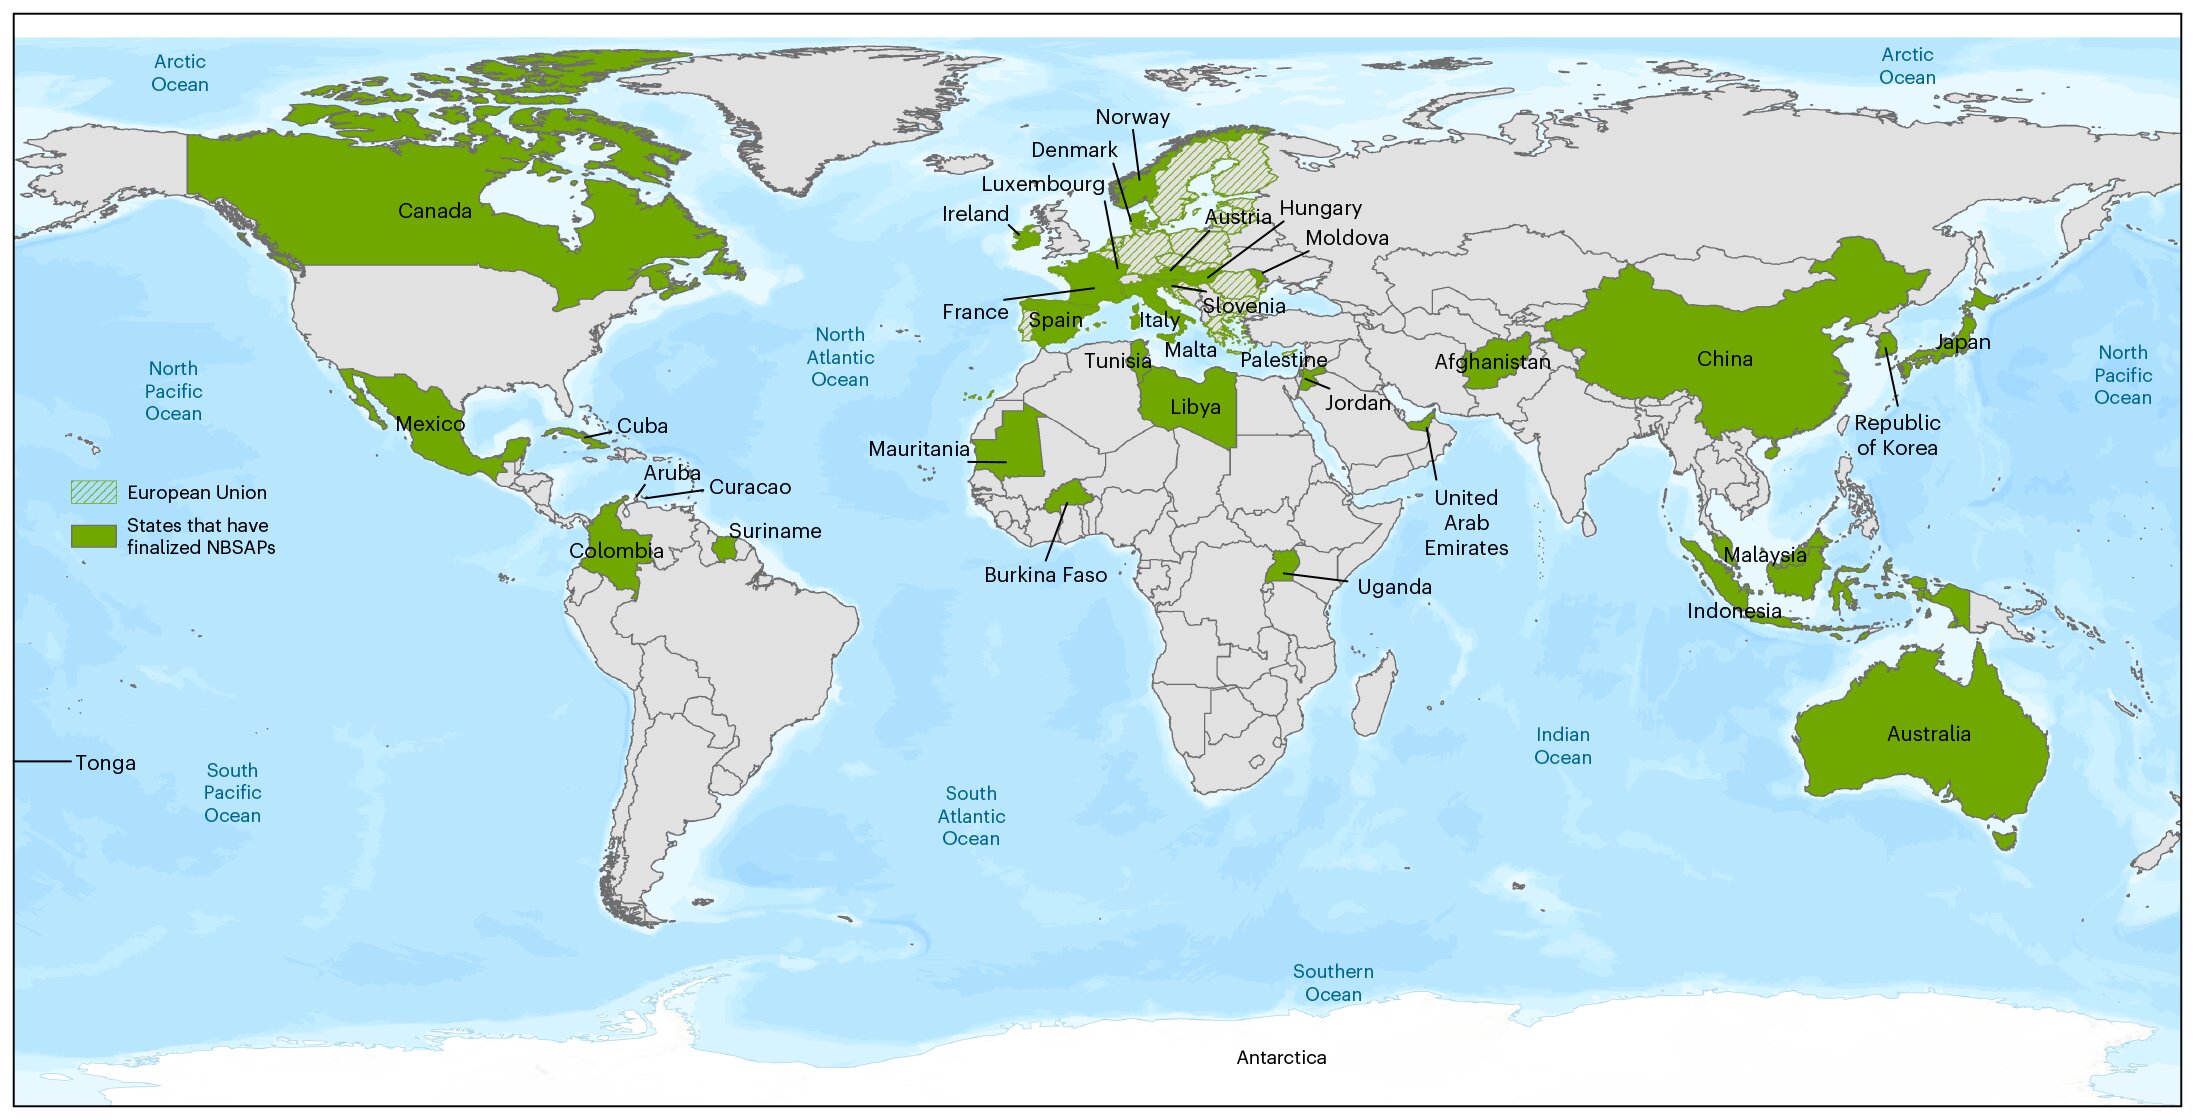 Arctic
Ocean
Arctic
Ocean
Norway
Denmark
Luxembourg
Ireland
Canada
Austria
Hungary
Moldova
France
Spain
Italy
Slovenia
Malta
Tunisia
Palestine
Afghanistan
China
Japan
North
Pacific
Ocean
North
Atlantic
Ocean
North
Pacific
Ocean
Libya
Jordan
Mexico
Cuba
Mauritania
Republic
of Korea
Aruba
Curacao
European Union
States that have
finalized NBSAPs
United
Arab
Emirates
Suriname
Colombia
Burkina Faso
Uganda
Malaysia
Indonesia
Australia
Indian
Ocean
Tonga
South
Pacific
Ocean
South
Atlantic
Ocean
Southern
Ocean
Antarctica